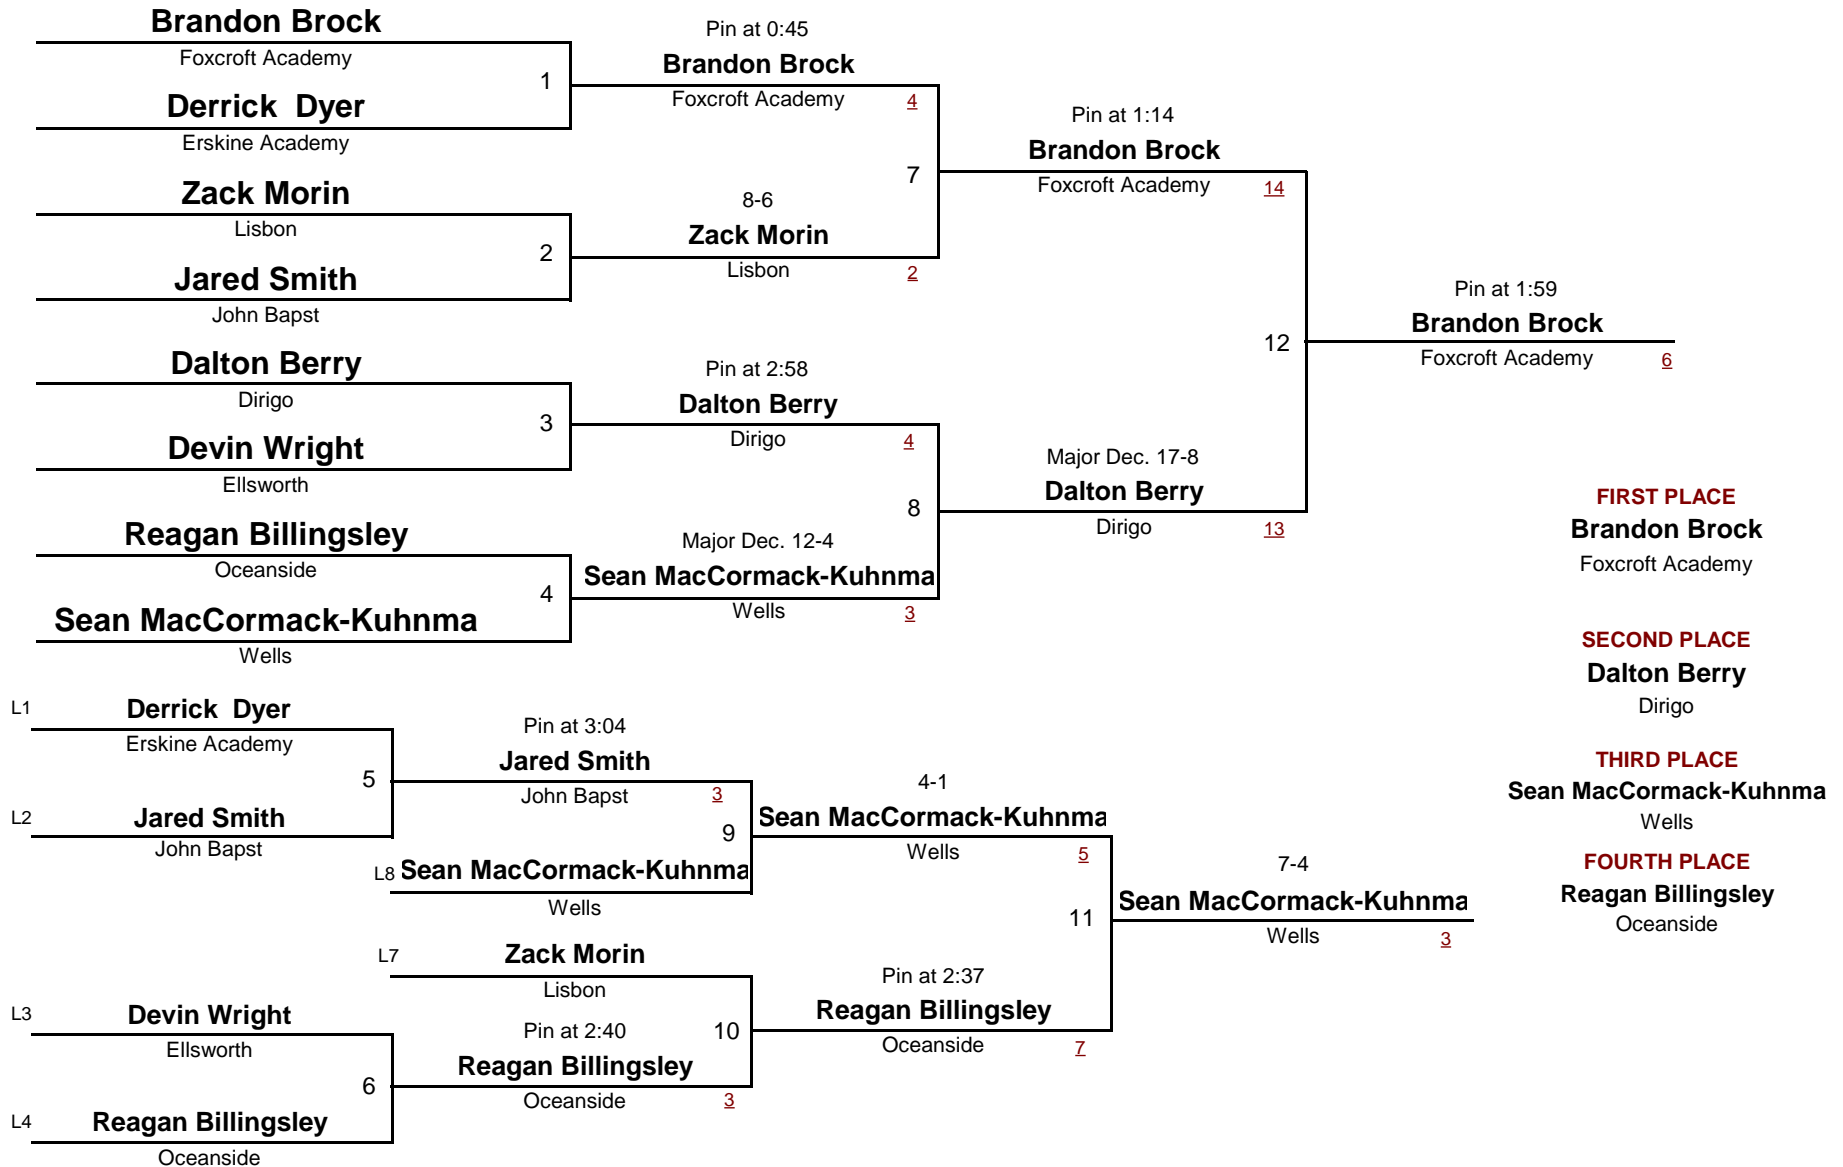 Brandon Brock
Foxcroft Academy
1
Derrick  Dyer
Erskine Academy
Zack Morin
Lisbon
2
Jared Smith
John Bapst
Dalton Berry
Dirigo
3
Devin Wright
Ellsworth
Reagan Billingsley
Oceanside
4
Sean MacCormack-Kuhnma
Wells
Pin at 0:45
Brandon Brock
Foxcroft Academy 4
7
8-6
Zack Morin
Lisbon 2
Pin at 2:58
Dalton Berry
Dirigo 4
8
Major Dec. 12-4
Sean MacCormack-Kuhnma
Wells 3
Pin at 1:14
Brandon Brock
Foxcroft Academy 14
12
Major Dec. 17-8
Dalton Berry
Dirigo 13
Pin at 1:59
Brandon Brock
Foxcroft Academy 6
FIRST PLACE
Brandon Brock
Foxcroft Academy
SECOND PLACE
Dalton Berry
Dirigo
THIRD PLACE
Sean MacCormack-Kuhnma
Wells
FOURTH PLACE
Reagan Billingsley
Oceanside
L1 Derrick  Dyer
Erskine Academy
5
L2 Jared Smith
John Bapst
L3 Devin Wright
Ellsworth
6
L4 Reagan Billingsley
Oceanside
Pin at 3:04
Jared Smith
John Bapst 3
9
L8 Sean MacCormack-Kuhnma
Wells
L7 Zack Morin
Lisbon
10
Pin at 2:40
Reagan Billingsley
Oceanside 3
4-1
Sean MacCormack-Kuhnma
Wells 5
11
Pin at 2:37
Reagan Billingsley
Oceanside 7
7-4
Sean MacCormack-Kuhnma
Wells 3